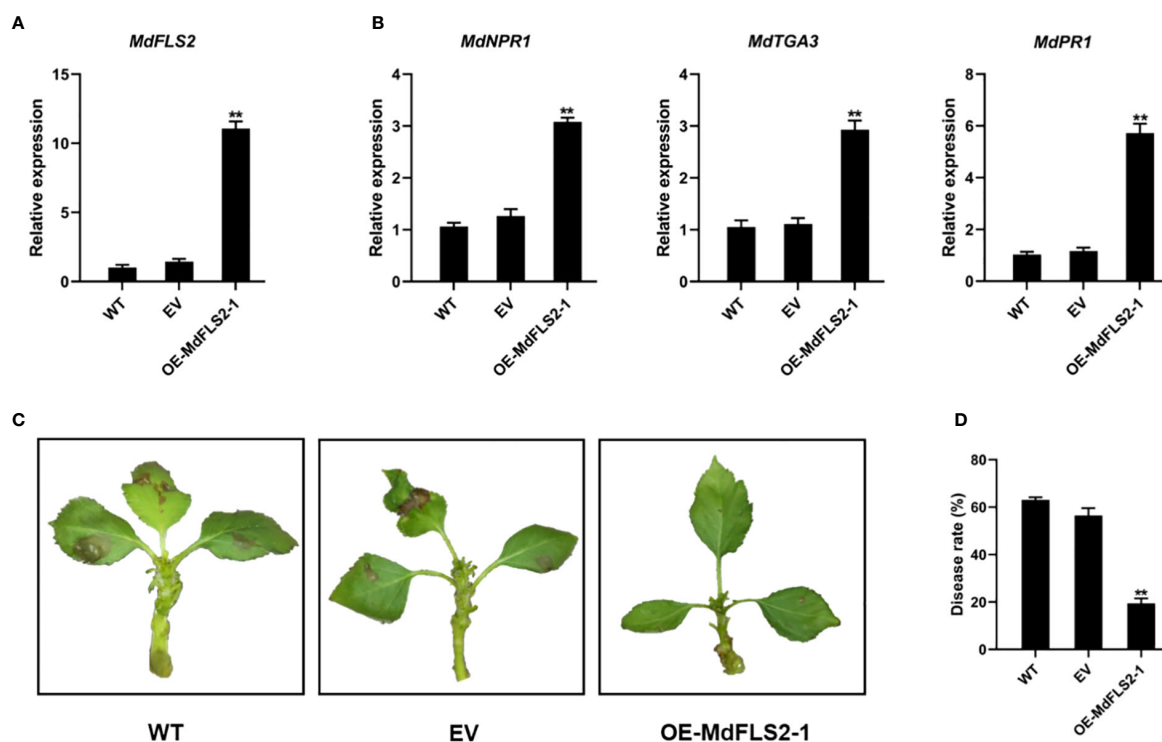 A
MdFLS2
Relative expression
15
10
5
0
WT
EV
OE-MdFLS2-1
**
B
MdNPR1
Relative expression
4
3
2
1
0
WT
EV
OE-MdFLS2-1
**
MdTGA3
Relative expression
4
3
2
1
0
WT
EV
OE-MdFLS2-1
**
MdPR1
Relative expression
8
6
4
2
0
WT
EV
OE-MdFLS2-1
**
C
WT
EV
OE-MdFLS2-1
D
Disease rate (%)
80
60
40
20
0
WT
EV
OE-MdFLS2-1
**